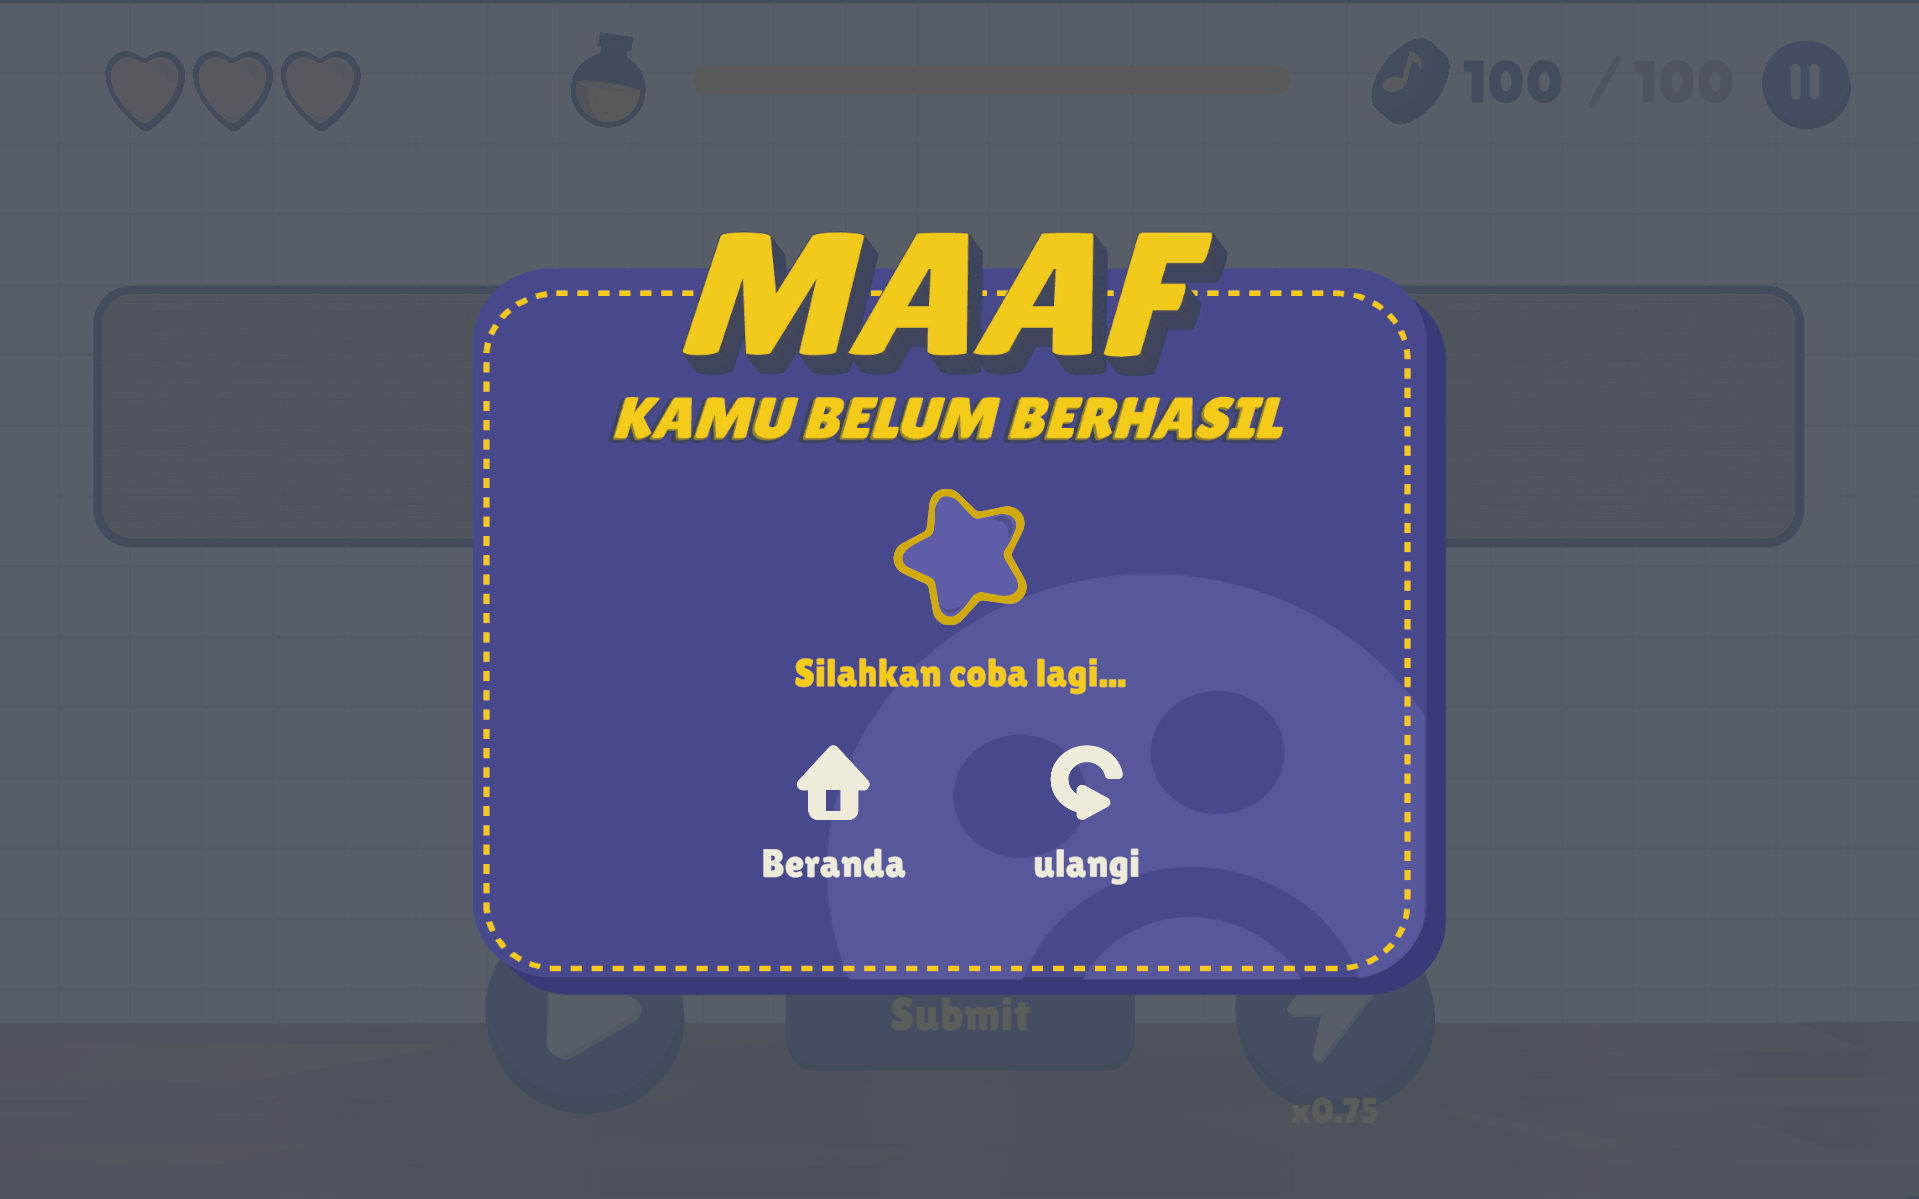 100 / 100
MAAF
KAMU BELUM BERHASIL
Silahkan coba lagi...
Beranda
ulangi
Submit
x0.75